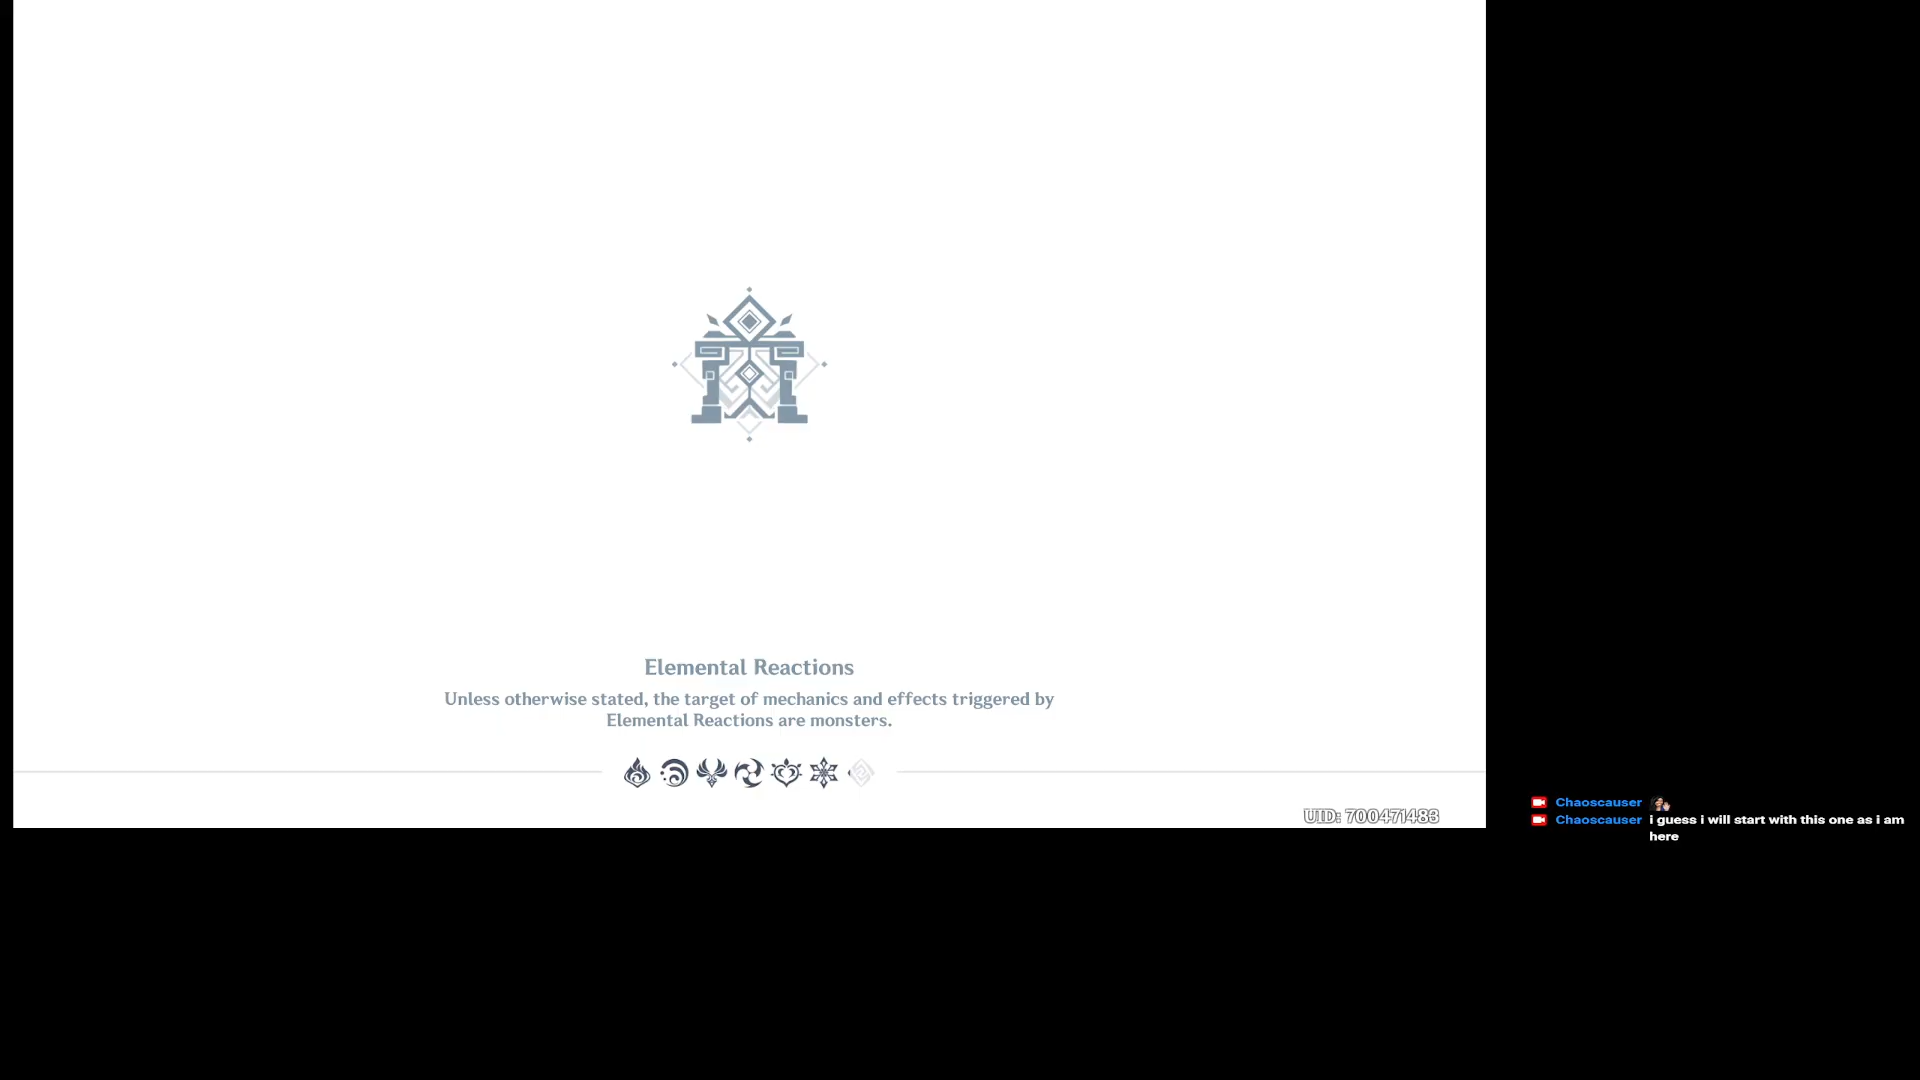 Elemental Reactions
Unless otherwise stated, the target of mechanics and effects triggered by
Elemental Reactions are monsters.
UID: 700471483
Chaoscauser
Chaoscauser i guess i will start with this one as i am
here